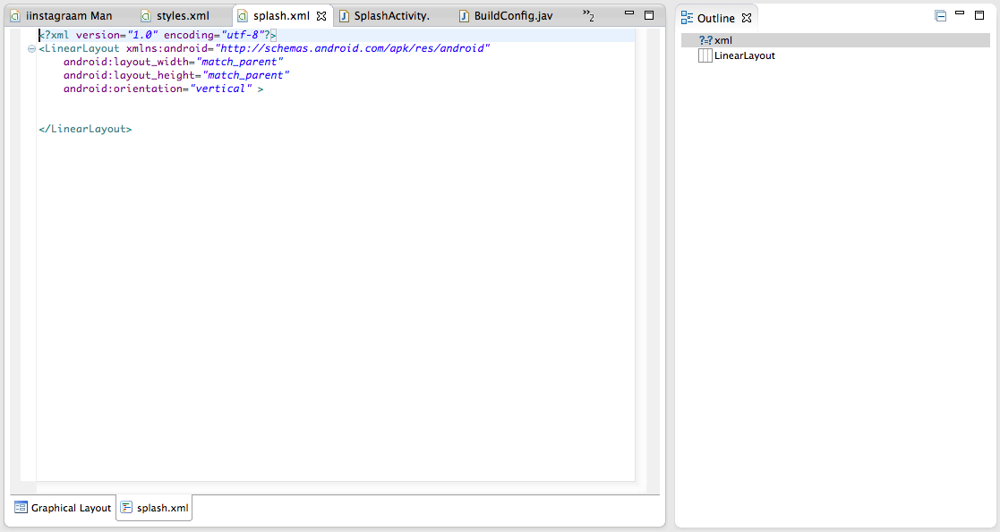 iinstagraam Man styles.xml splash.xml SplashActivity. BuildConfig.jav »2
<?xml version="1.0" encoding="utf-8"?>
<LinearLayout xmlns:android="http://schemas.android.com/apk/res/android"
android:layout_width="match_parent"
android:layout_height="match_parent"
android:orientation="vertical" >
</LinearLayout>
Graphical Layout splash.xml
Outline
?=? xml
LinearLayout